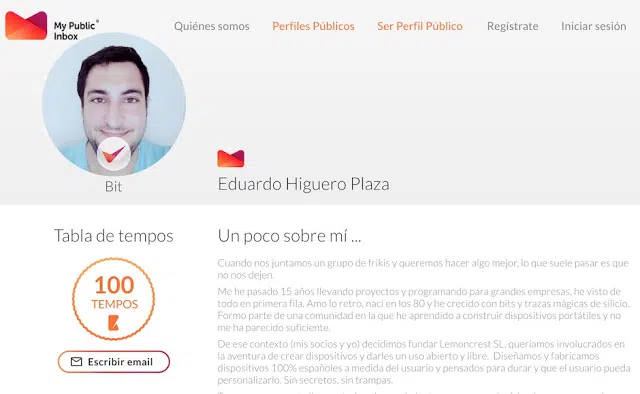 My Public®
Inbox
Quiénes somos
Perfiles Públicos
Ser Perfil Público
Regístrate
Iniciar sesión
Bit
Eduardo Higuero Plaza
Tabla de tempos
100
TEMPOS
Escribir email
Un poco sobre mí ...
Cuando nos juntamos un grupo de frikis y queremos hacer algo mejor, lo que suele pasar es que
no nos dejen.
Me he pasado 15 años llevando proyectos y programando para grandes empresas, he visto de
todo en primera fila. Amo lo retro, nací en los 80 y he crecido con bits y trazas mágicas de silicio.
Formo parte de una comunidad en la que he aprendido a construir dispositivos portátiles y no
me ha parecido suficiente.
De ese contexto (mis socios y yo) decidimos fundar Lemoncrest SL, queríamos involucrados en
la aventura de crear dispositivos y darles un uso abierto y libre. Diseñamos y fabricamos
dispositivos 100% españoles a medida del usuario y pensados para durar y que el usuario pueda
personalizarlo. Sin secretos, sin trampas.